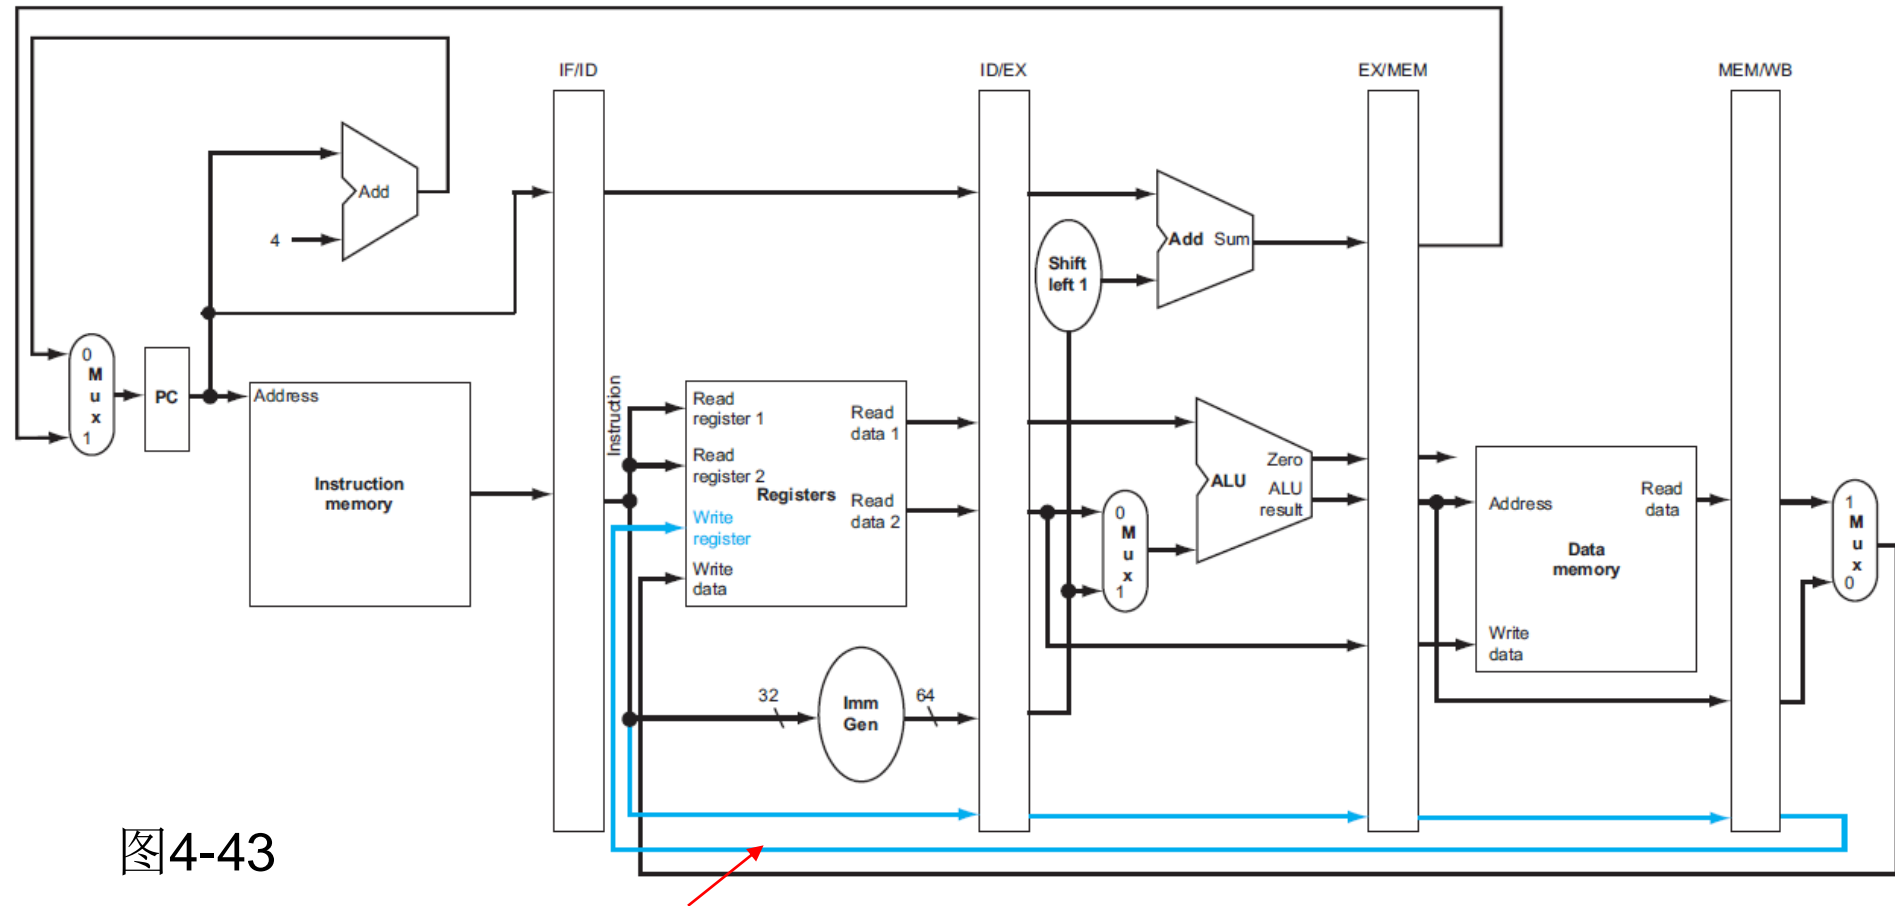 IF/ID
ID/EX
EX/MEM
MEM/WB
Add
4
Add Sum
Shift
left 1
0
M
u
x
1
PC
Address
Instruction
memory
Instruction
Read
register 1
Read
register 2
Write
register
Write
data
Registers
Read
data 1
Read
data 2
0
M
u
x
1
ALU
Zero
ALU
result
Address
Read
data
Data
memory
Write
data
1
M
u
x
0
32
Imm
Gen
64
图4-43